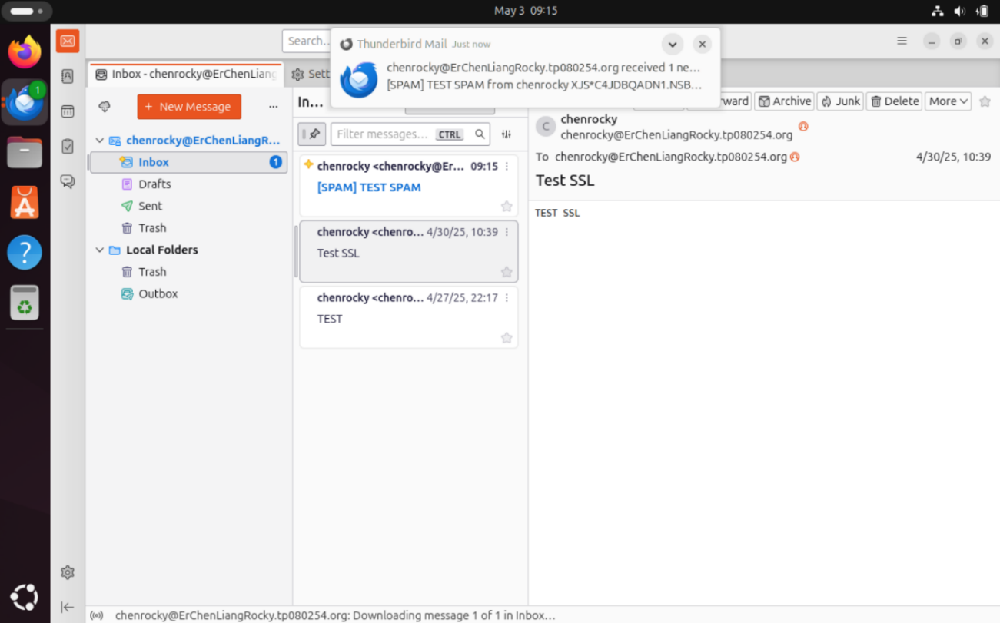 May 3 09:15
Search...
Thunderbird Mail Just now
chenrocky@ErChenLiangRocky.tp080254.org received 1 ne...
[SPAM] TEST SPAM from chenrocky XJS*C4JDBQADN1.NSB...
1
Inbox - chenrocky@ErChenLiang
Sett
+ New Message
In...
ward
Archive
Junk
Delete
More
chenrocky@ErChenLiangR...
Inbox 1
Drafts
Sent
Trash
Local Folders
Trash
Outbox
Filter messages... CTRL
chenrocky <chenrocky@Er... 09:15
[SPAM] TEST SPAM
chenrocky <chenro... 4/30/25, 10:39
Test SSL
chenrocky <chenro... 4/27/25, 22:17
TEST
C
chenrocky
chenrocky@ErChenLiangRocky.tp080254.org
To chenrocky@ErChenLiangRocky.tp080254.org 4/30/25, 10:39
Test SSL
TEST SSL
chenrocky@ErChenLiangRocky.tp080254.org: Downloading message 1 of 1 in Inbox...